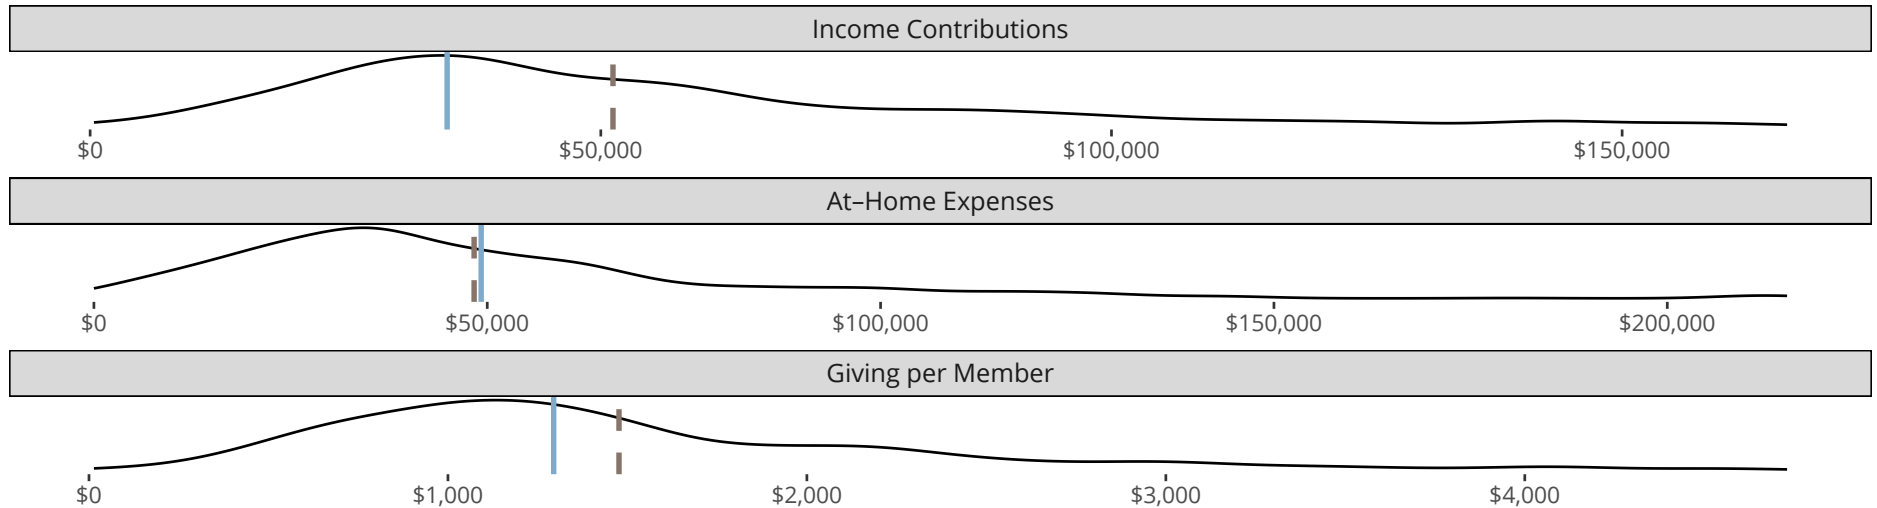 Income Contributions
$0 $50,000 $100,000 $150,000
At–Home Expenses
$0 $50,000 $100,000 $150,000 $200,000
Giving per Member
$0 $1,000 $2,000 $3,000 $4,000